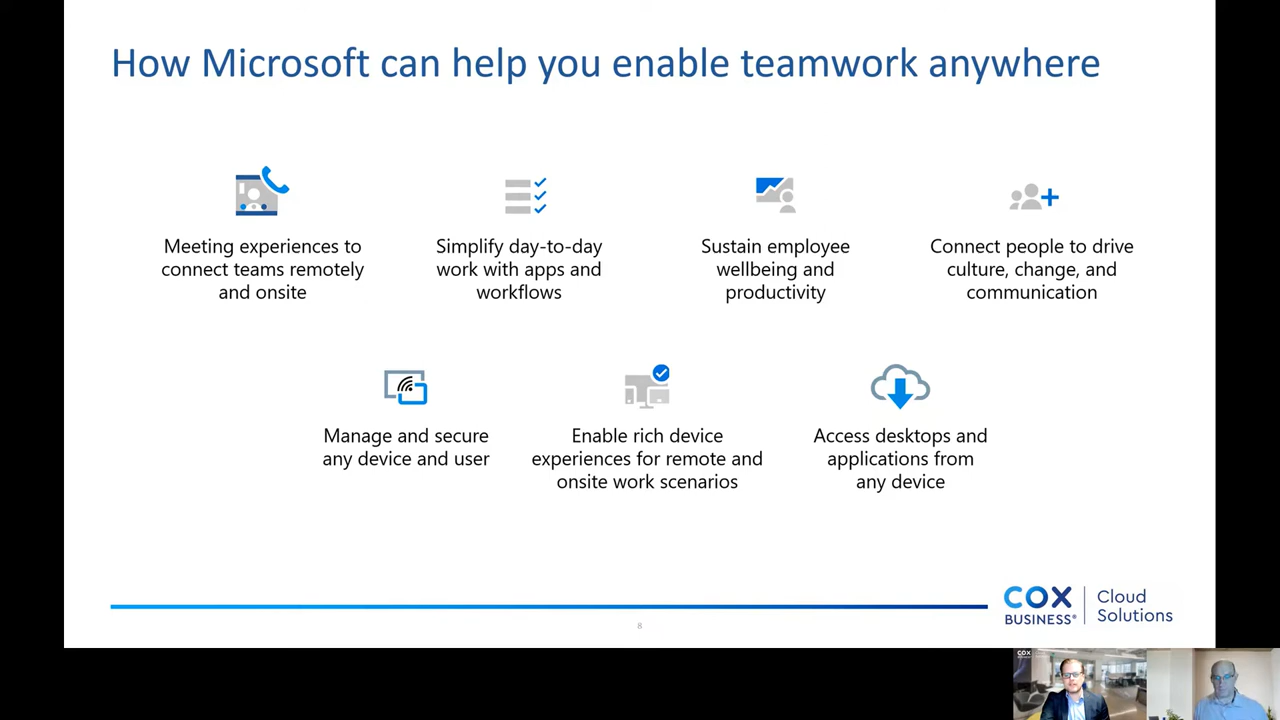 How Microsoft can help you enable teamwork anywhere
Meeting experiences to
connect teams remotely
and onsite
Simplify day-to-day
work with apps and
workflows
Sustain employee
wellbeing and
productivity
Connect people to drive
culture, change, and
communication
Manage and secure
any device and user
Enable rich device
experiences for remote and
onsite work scenarios
Access desktops and
applications from
any device
COX
BUSINESS®
Cloud
Solutions
8
COX